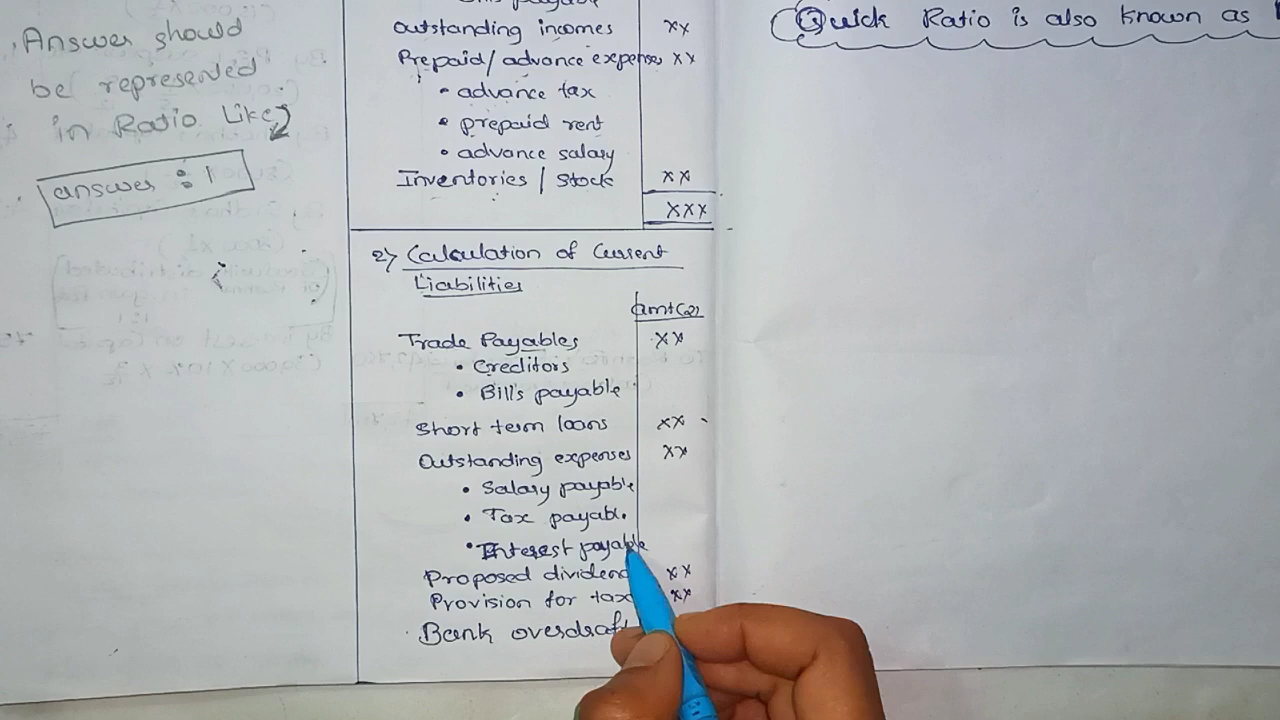 Answer should
be represented
in Ratio Like
answer : 1
payable
Outstanding incomes xx
Prepaid/advance expenses xx
• advance tax
• prepaid rent
• advance salary
Inventories / Stock xx
xxx
2) Calculation of Current
Liabilities
Amt(₹)
Trade Payables xx
• Creditors
• Bill's payable
Short term loans xx
Outstanding expenses xx
• Salary payable
• Tax payable
• Interest payable
Proposed dividend xx
Provision for tax xx
Bank overdraft
Quick Ratio is also known as